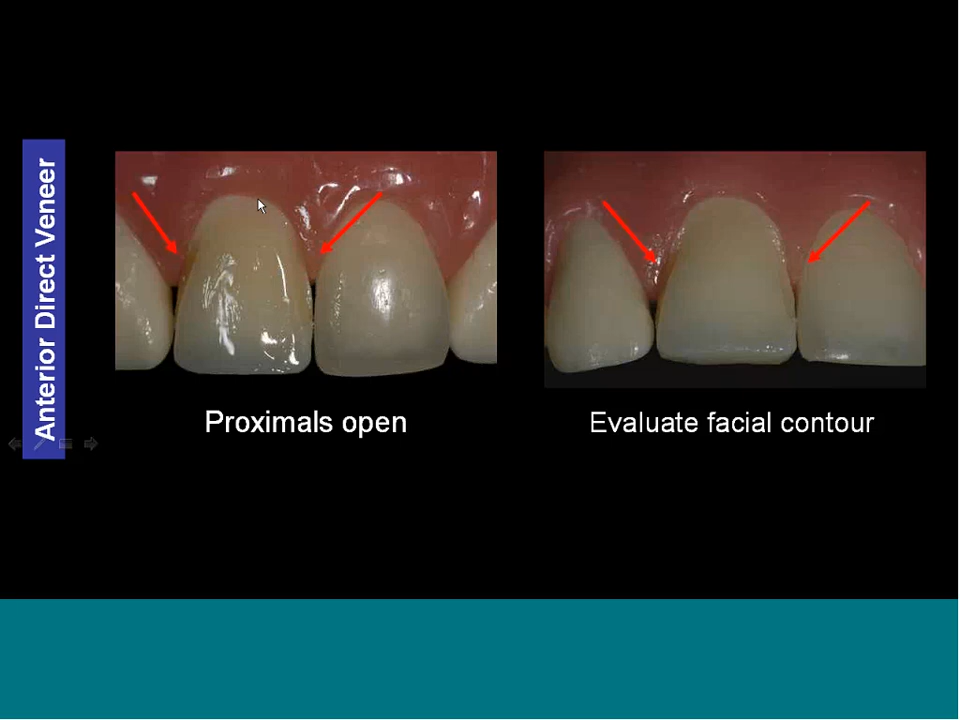 Anterior Direct Veneer
Proximals open
Evaluate facial contour